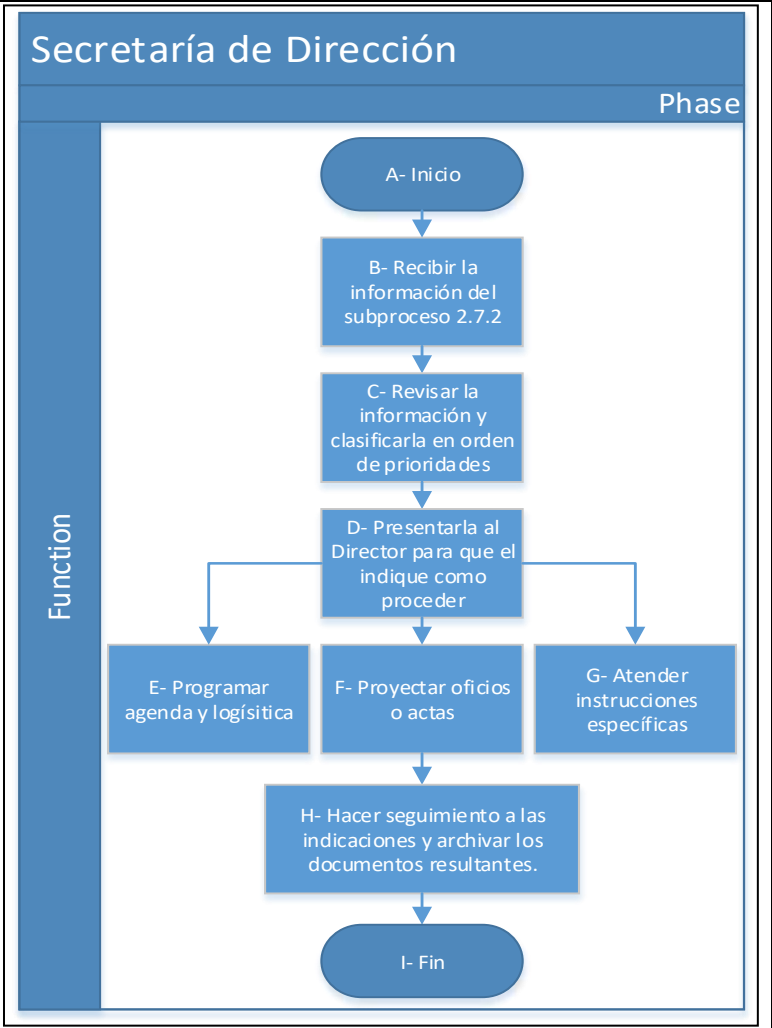 Secretaría de Dirección
Phase
Function
A- Inicio
B- Recibir la
información del
subproceso 2.7.2
C- Revisar la
información y
clasificarla en orden
de prioridades
D- Presentarla al
Director para que el
indique como
proceder
E- Programar
agenda y logísitica
F- Proyectar oficios
o actas
G- Atender
instrucciones
específicas
H- Hacer seguimiento a las
indicaciones y archivar los
documentos resultantes.
I- Fin